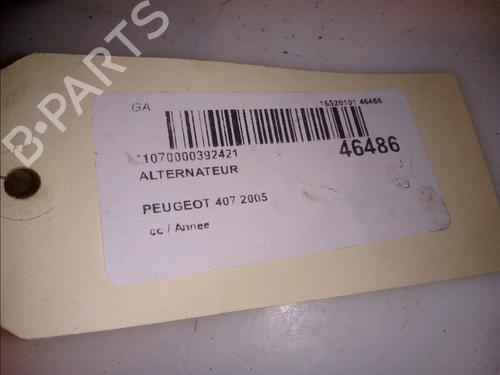 GA
16520101 46486
1070000392421
46486
ALTERNATEUR
PEUGEOT 407 2005
cc / Annee
B-PARTS